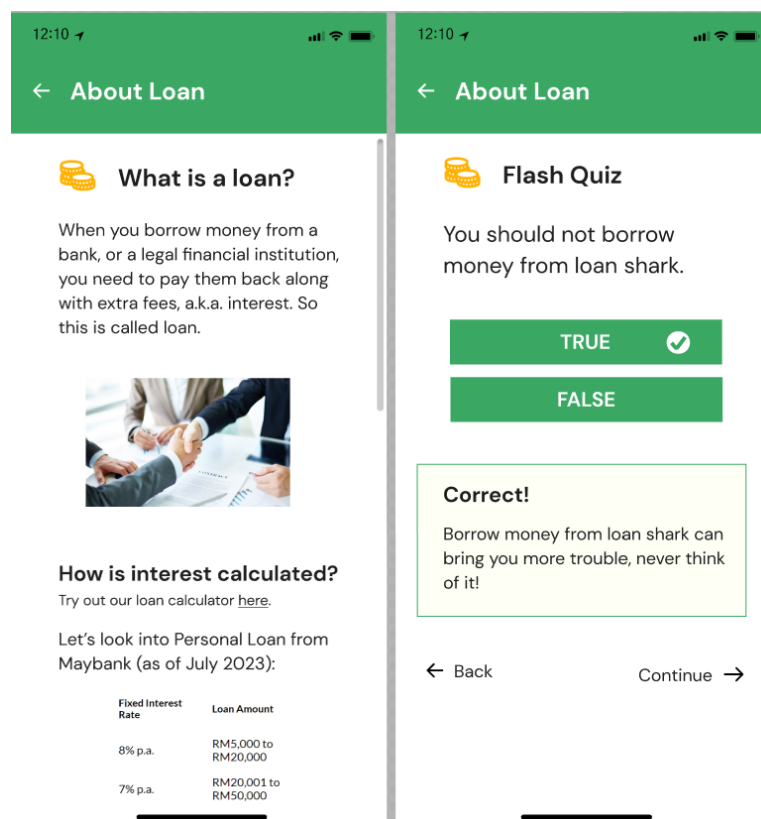 12:10
About Loan
What is a loan?
When you borrow money from a
bank, or a legal financial institution,
you need to pay them back along
with extra fees, a.k.a. interest. So
this is called loan.
CONTRACT
How is interest calculated?
Try out our loan calculator here.
Let's look into Personal Loan from
Maybank (as of July 2023):
Fixed Interest
Rate
Loan Amount
8% p.a.
RM5,000 to
RM20,000
7% p.a.
RM20,001 to
RM50,000
12:10
About Loan
Flash Quiz
You should not borrow
money from loan shark.
TRUE
FALSE
Correct!
Borrow money from loan shark can
bring you more trouble, never think
of it!
Back
Continue